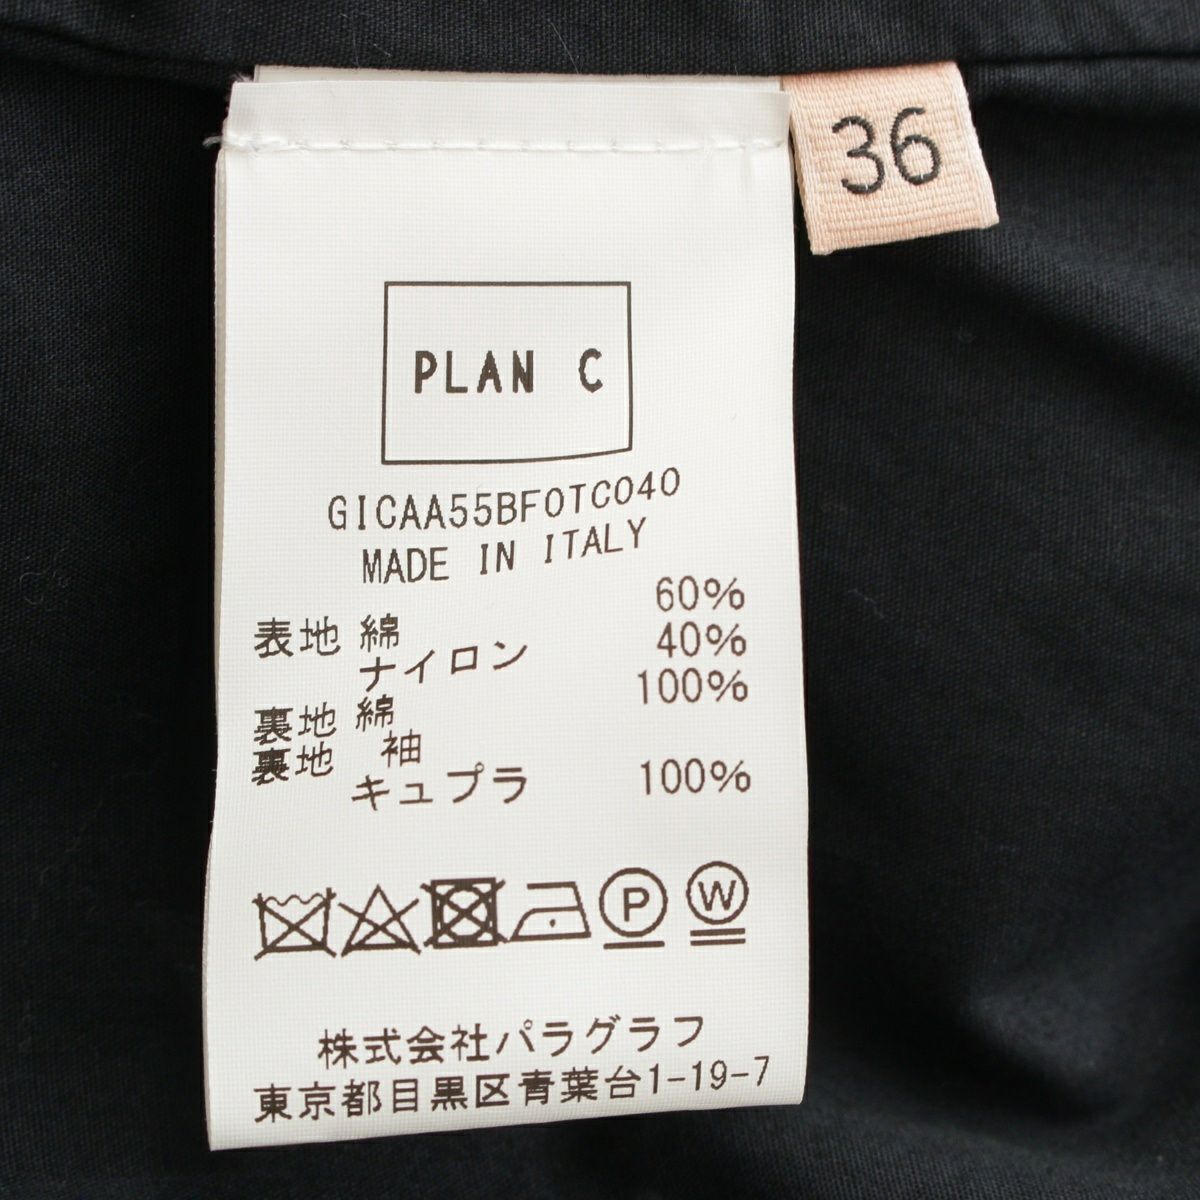 36
PLAN C
GICAA55BF0TC040
MADE IN ITALY
表地 綿 60%
ナイロン 40%
裏地 綿 100%
裏地 袖
キュプラ 100%
P W
株式会社パラグラフ
東京都目黒区青葉台1-19-7